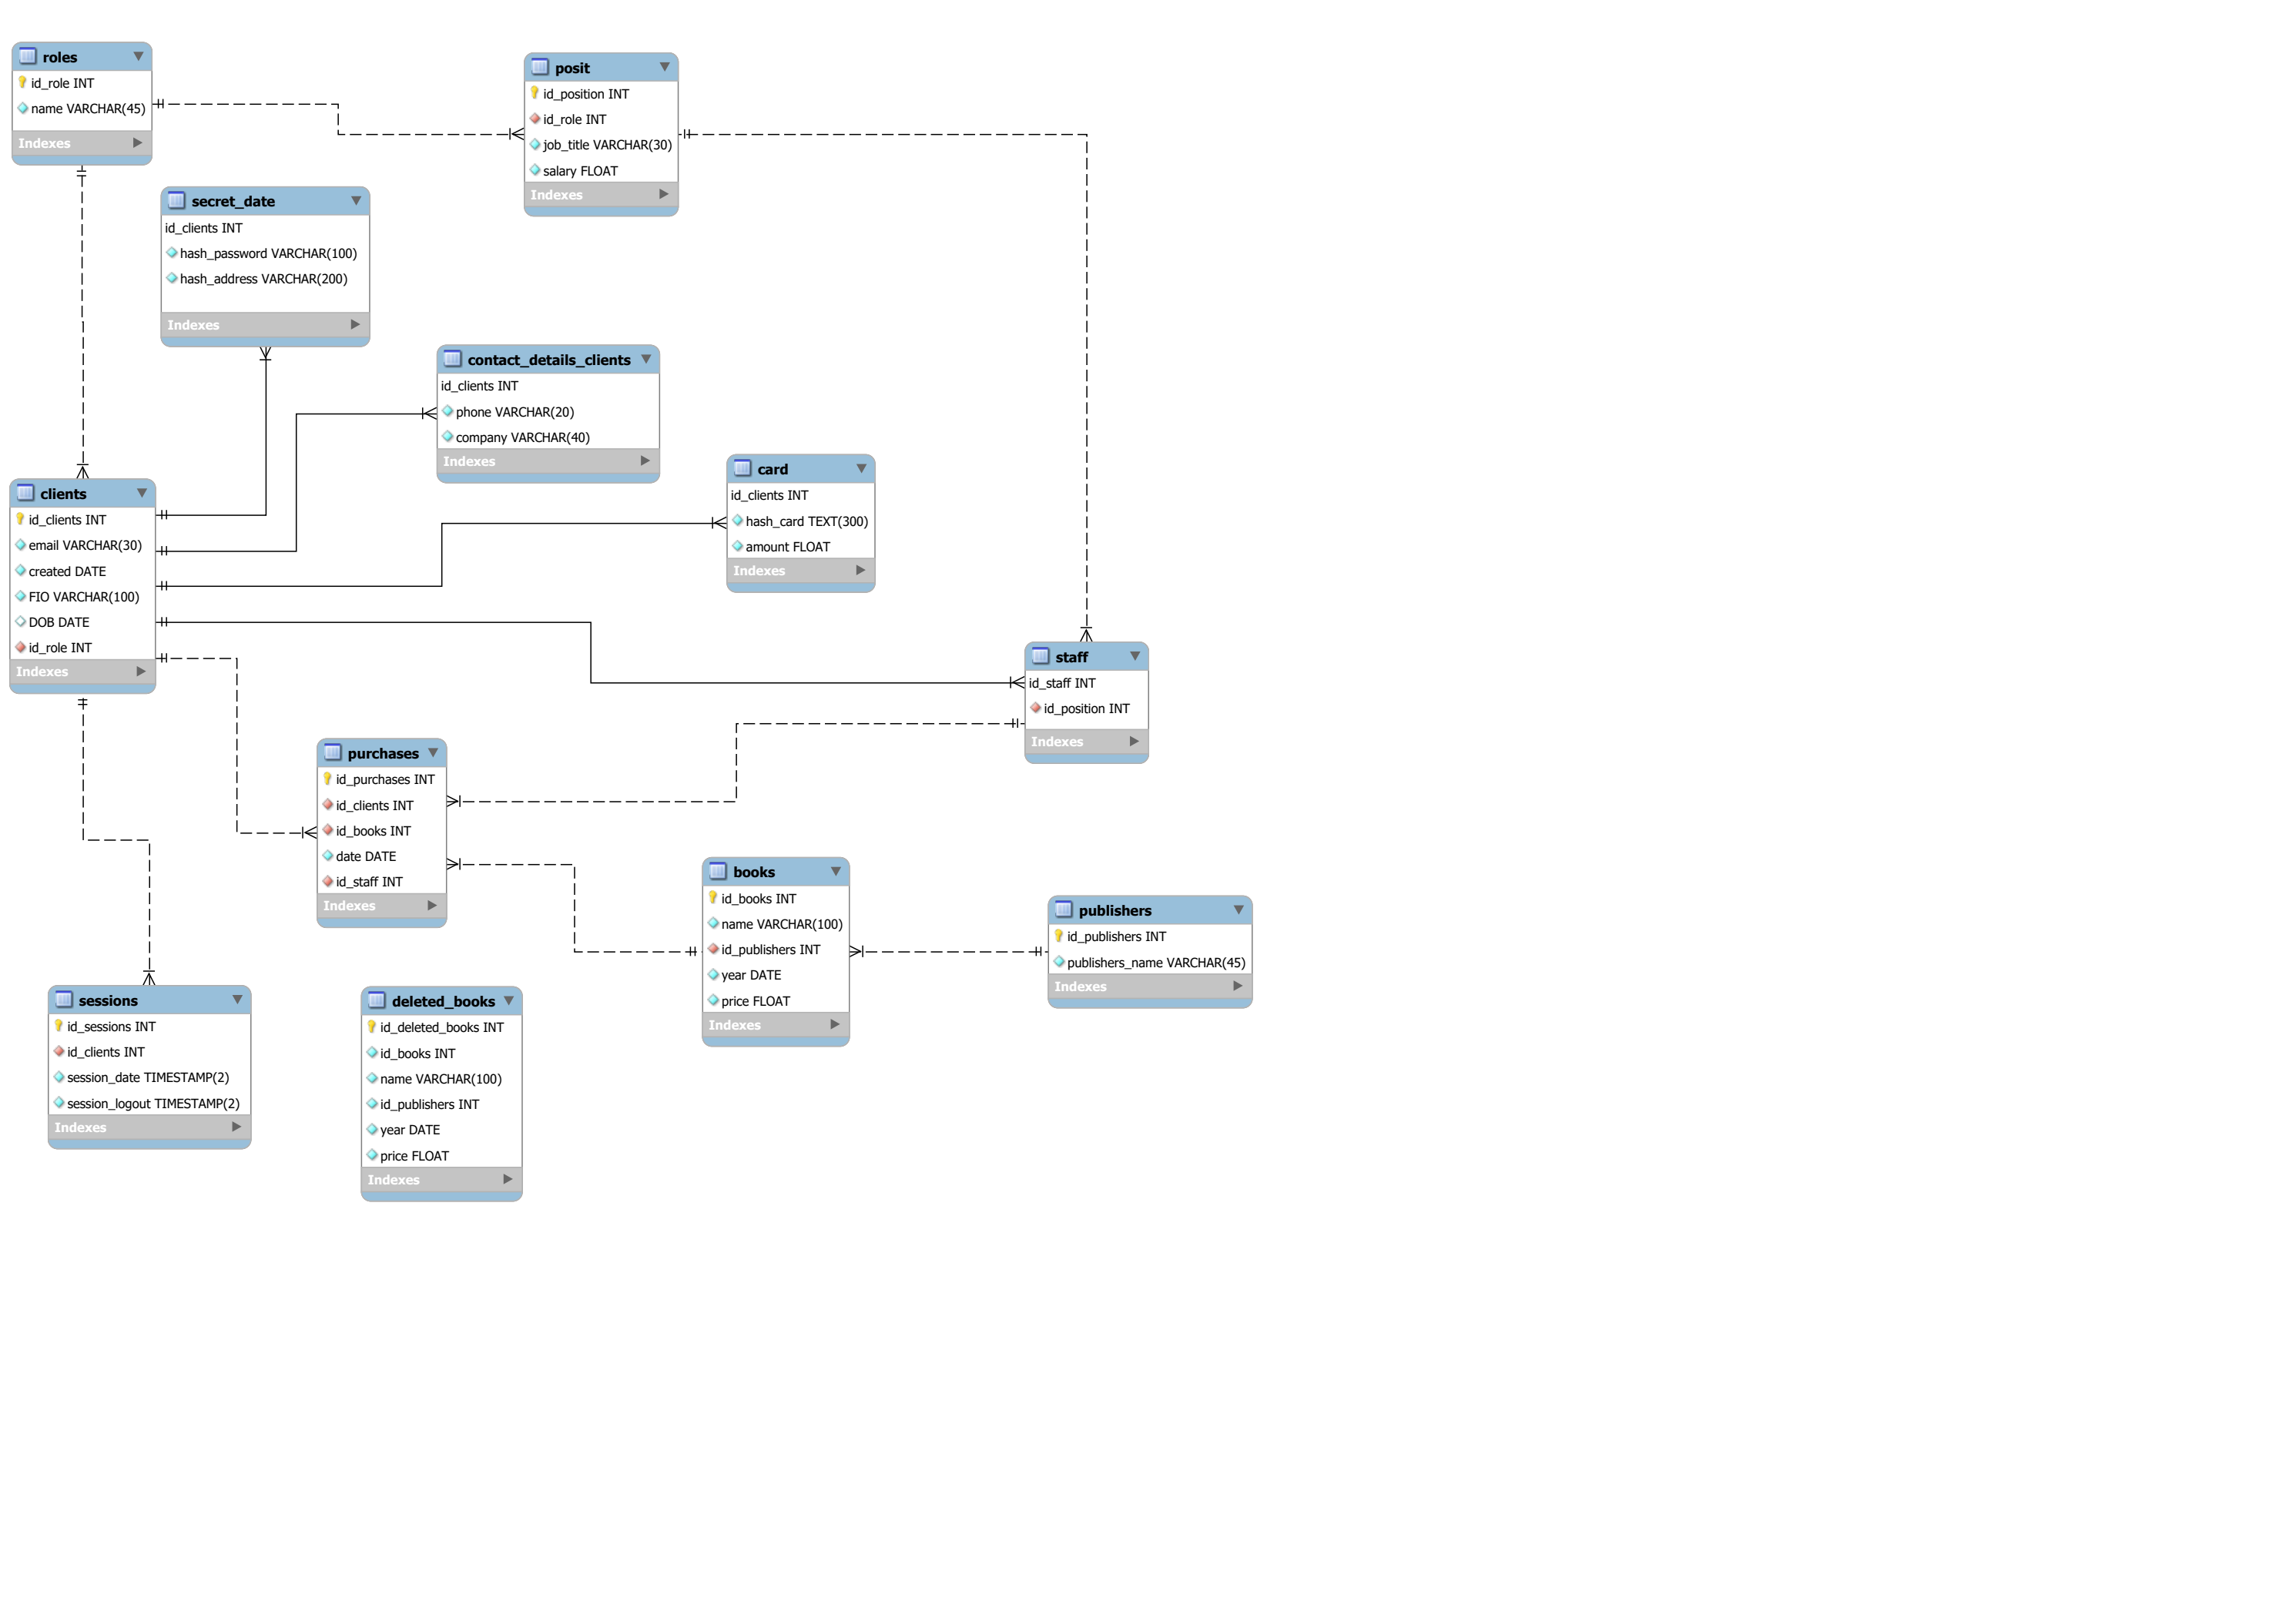 roles
id_role INT
name VARCHAR(45)
Indexes
posit
id_position INT
id_role INT
job_title VARCHAR(30)
salary FLOAT
Indexes
secret_date
id_clients INT
hash_password VARCHAR(100)
hash_address VARCHAR(200)
Indexes
contact_details_clients
id_clients INT
phone VARCHAR(20)
company VARCHAR(40)
Indexes
card
id_clients INT
hash_card TEXT(300)
amount FLOAT
Indexes
clients
id_clients INT
email VARCHAR(30)
created DATE
FIO VARCHAR(100)
DOB DATE
id_role INT
Indexes
staff
id_staff INT
id_position INT
Indexes
purchases
id_purchases INT
id_clients INT
id_books INT
date DATE
id_staff INT
Indexes
books
id_books INT
name VARCHAR(100)
id_publishers INT
year DATE
price FLOAT
Indexes
publishers
id_publishers INT
publishers_name VARCHAR(45)
Indexes
sessions
id_sessions INT
id_clients INT
session_date TIMESTAMP(2)
session_logout TIMESTAMP(2)
Indexes
deleted_books
id_deleted_books INT
id_books INT
name VARCHAR(100)
id_publishers INT
year DATE
price FLOAT
Indexes